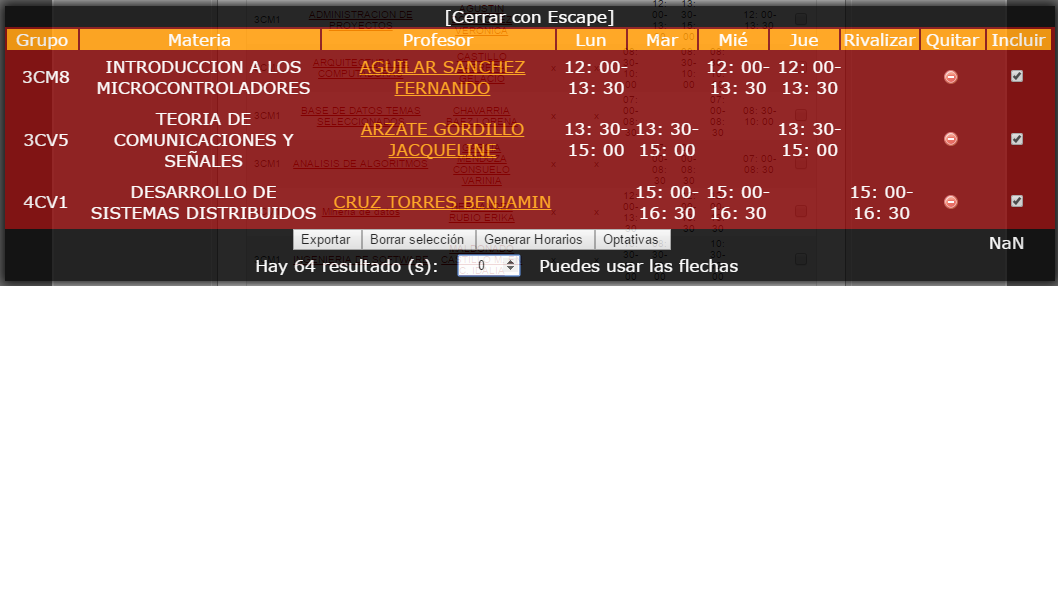 [Cerrar con Escape]
Grupo Materia Profesor Lun Mar Mié Jue Rivalizar Quitar Incluir
3CM8 INTRODUCCION A LOS MICROCONTROLADORES AGUILAR SANCHEZ FERNANDO 12: 00-13: 30 12: 00-13: 30 12: 00-13: 30
3CV5 TEORIA DE COMUNICACIONES Y SEÑALES ARZATE GORDILLO JACQUELINE 13: 30-15: 00 13: 30-15: 00 13: 30-15: 00
4CV1 DESARROLLO DE SISTEMAS DISTRIBUIDOS CRUZ TORRES BENJAMIN 15: 00-16: 30 15: 00-16: 30 15: 00-16: 30
Exportar Borrar selección Generar Horarios Optativas NaN
Hay 64 resultado (s): 0 Puedes usar las flechas